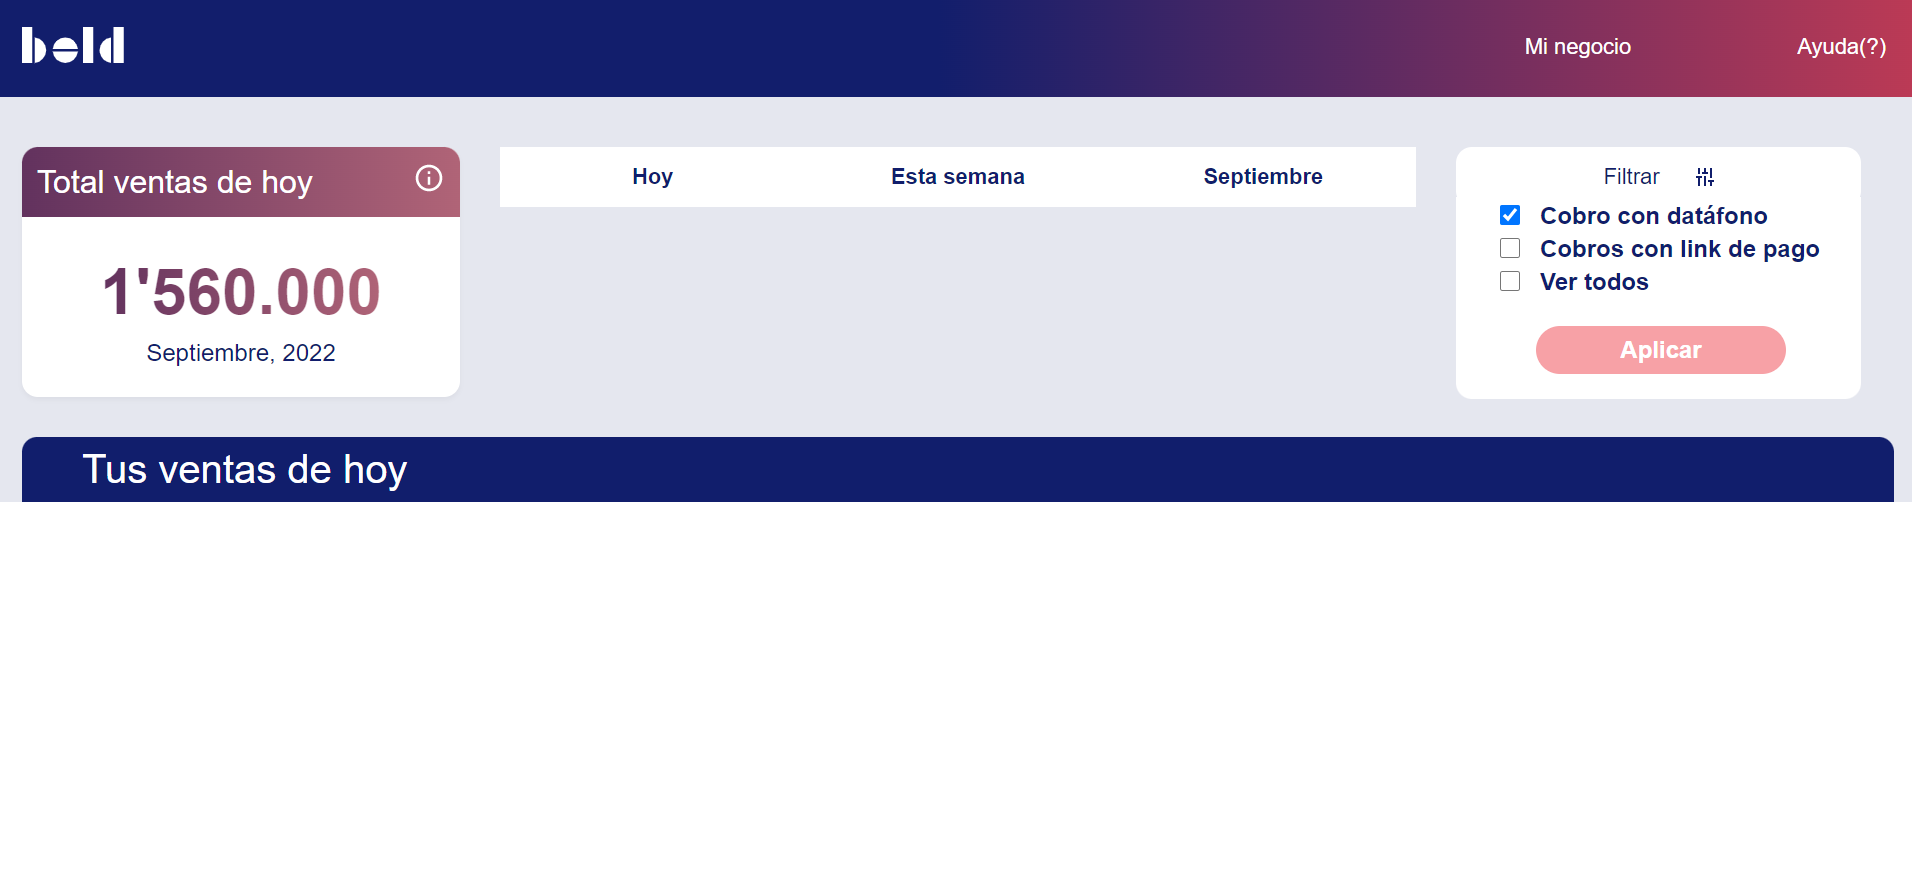 bold
Mi negocio
Ayuda(?)
Total ventas de hoy
1'560.000
Septiembre, 2022
Hoy
Esta semana
Septiembre
Filtrar
Cobro con datáfono
Cobros con link de pago
Ver todos
Aplicar
Tus ventas de hoy